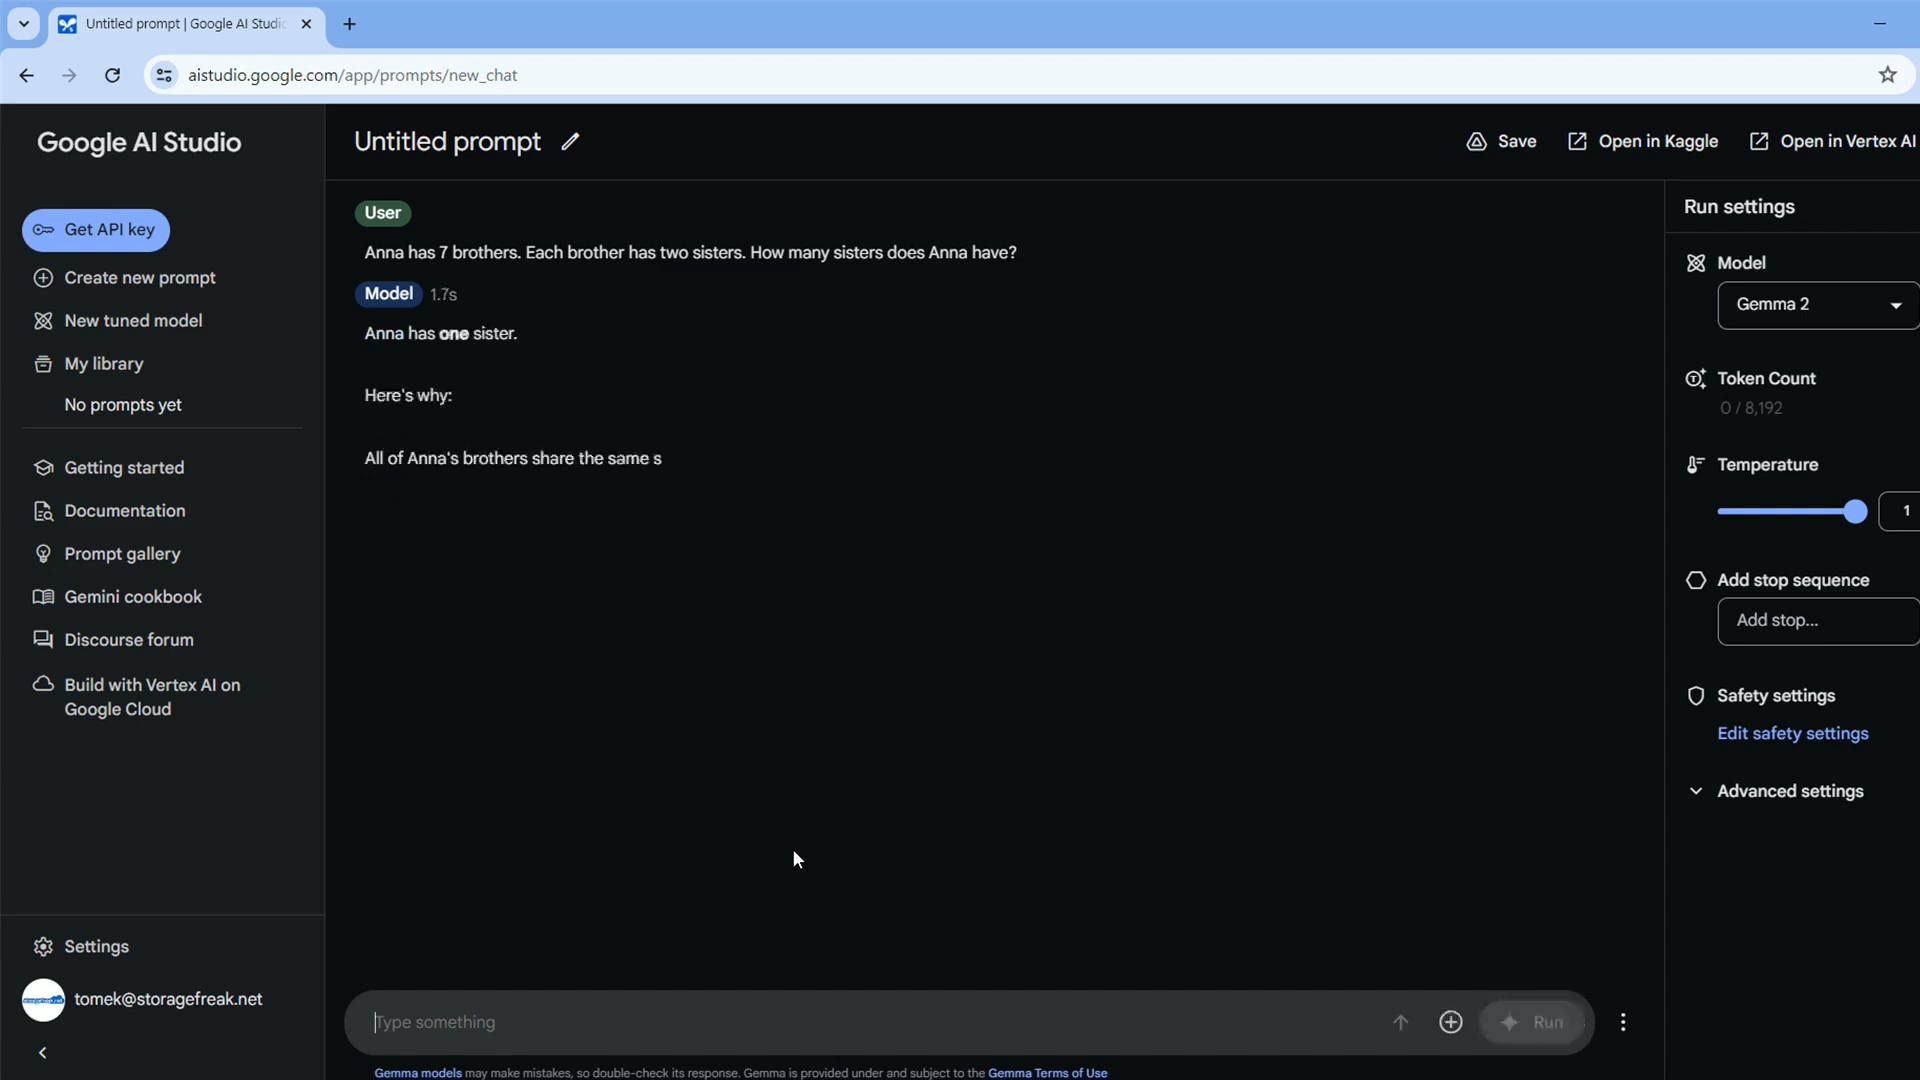 Untitled prompt | Google AI Studio
aistudio.google.com/app/prompts/new_chat
Google AI Studio
Get API key
Create new prompt
New tuned model
My library
No prompts yet
Getting started
Documentation
Prompt gallery
Gemini cookbook
Discourse forum
Build with Vertex AI on
Google Cloud
Settings
tomek@storagefreak.net
Untitled prompt
Save
Open in Kaggle
Open in Vertex AI
User
Anna has 7 brothers. Each brother has two sisters. How many sisters does Anna have?
Model 1.7s
Anna has one sister.
Here's why:
All of Anna's brothers share the same s
Type something
Run
Gemma models may make mistakes, so double-check its response. Gemma is provided under and subject to the Gemma Terms of Use
Run settings
Model
Gemma 2
Token Count
0 / 8,192
Temperature
1
Add stop sequence
Add stop...
Safety settings
Edit safety settings
Advanced settings